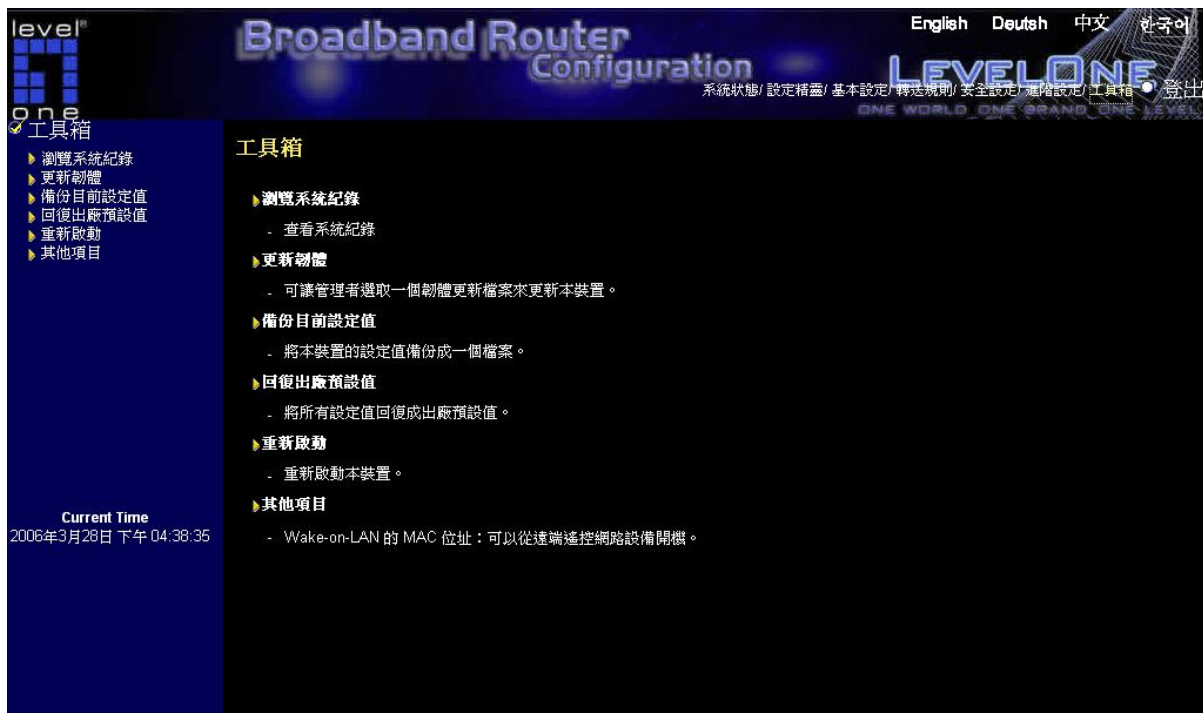 level®
one
Broadband Router
Configuration
English Deutsh 中文 한국어
LEVELONE
系統狀態/ 設定精靈/ 基本設定/ 轉送規則/ 安全設定/ 進階設定/ 工具箱 登出
ONE WORLD_ONE BRAND_ONE LEVEL
工具箱
瀏覽系統紀錄
更新韌體
備份目前設定值
回復出廠預設值
重新啟動
其他項目
Current Time
2006年3月28日 下午 04:38:35
工具箱
瀏覽系統紀錄
- 查看系統紀錄
更新韌體
- 可讓管理者選取一個韌體更新檔案來更新本裝置。
備份目前設定值
- 將本裝置的設定值備份成一個檔案。
回復出廠預設值
- 將所有設定值回復成出廠預設值。
重新啟動
- 重新啟動本裝置。
其他項目
- Wake-on-LAN 的 MAC 位址：可以從遠端遙控網路設備開機。